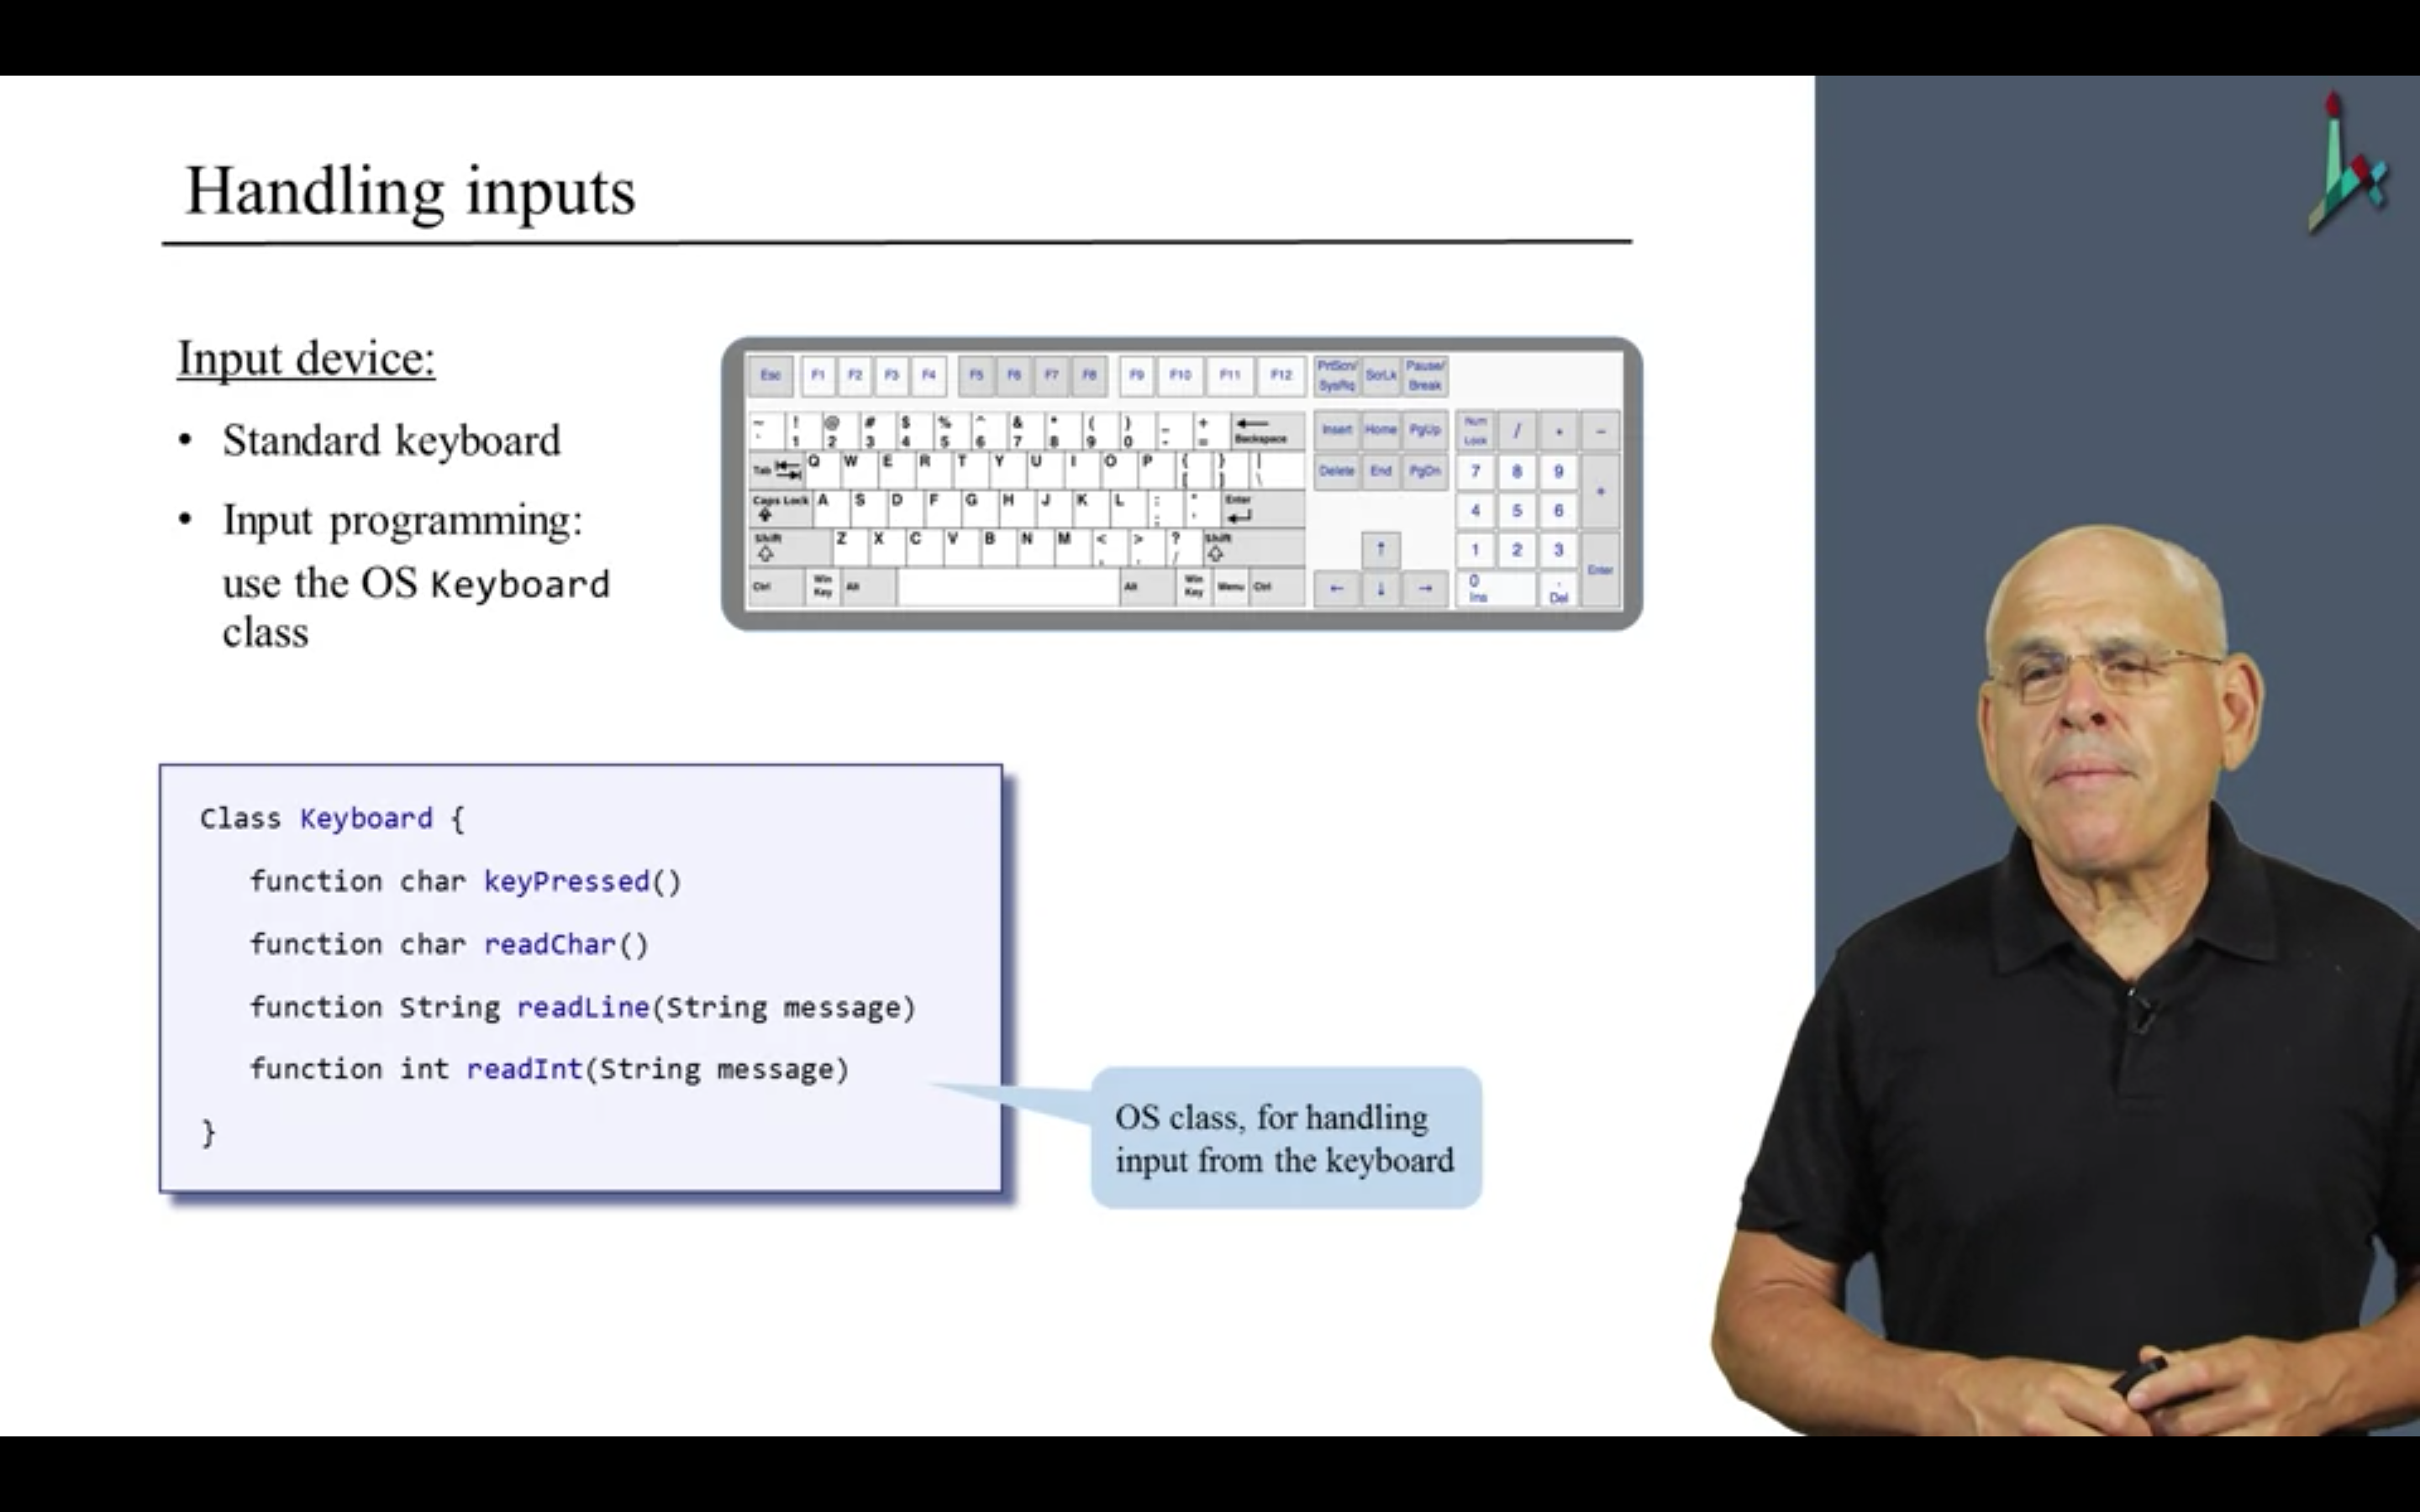 Handling inputs
Input device:
• Standard keyboard
• Input programming:
use the OS Keyboard
class
Esc F1 F2 F3 F4 F5 F6 F7 F8 F9 F10 F11 F12 PrtScn/ ScrLk Pause/
SysRq Break
~ ! @ # $ % ^ & * ( ) _ + Backspace
1 2 3 4 5 6 7 8 9 0 - =
Insert Home PgUp Num Lock / -
Tab Q W E R T Y U I O P { } |
[ ] \
Delete End PgDn 7 8 9 +
Caps Lock A S D F G H J K L : Enter
;
4 5 6
Shift Z X C V B N M < > ? Shift
, . /
↑ 1 2 3 Enter
Ctrl Win Key Alt Alt Win Key Menu Ctrl
← ↓ → 0 Ins . Del
Class Keyboard {
function char keyPressed()
function char readChar()
function String readLine(String message)
function int readInt(String message)
}
OS class, for handling
input from the keyboard